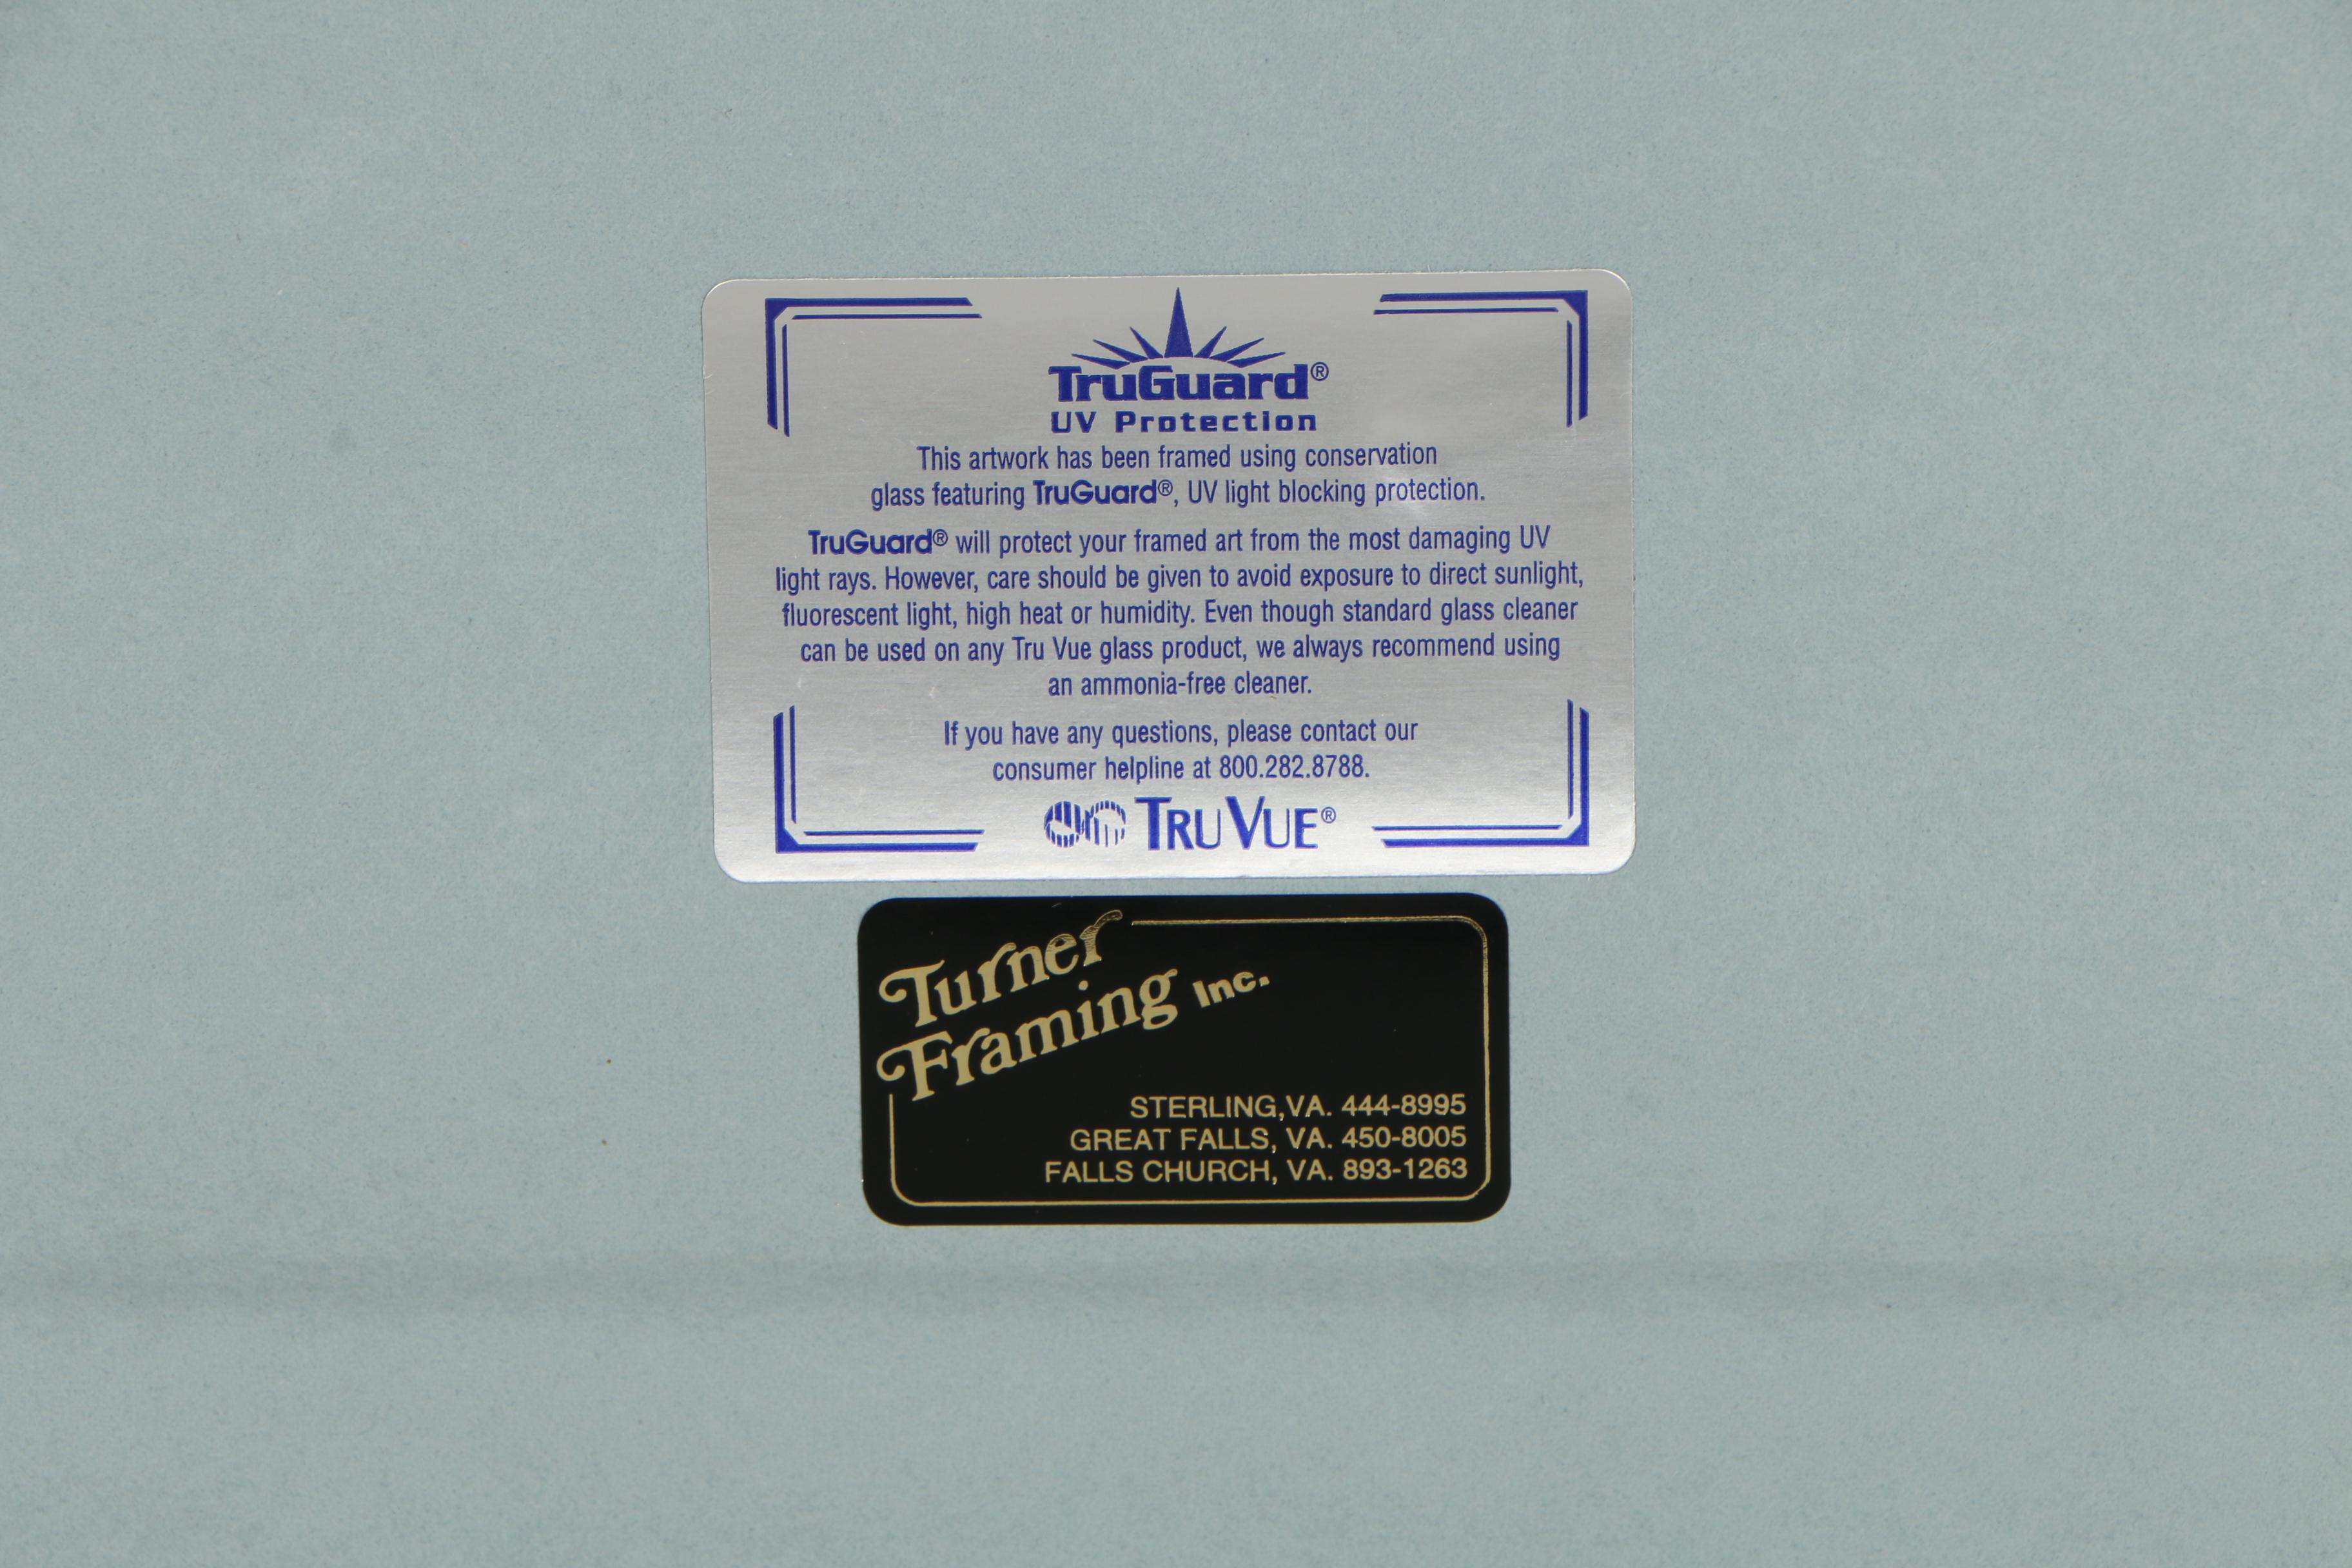 TruGuard®
UV Protection
This artwork has been framed using conservation
glass featuring TruGuard®, UV light blocking protection.
TruGuard® will protect your framed art from the most damaging UV
light rays. However, care should be given to avoid exposure to direct sunlight,
fluorescent light, high heat or humidity. Even though standard glass cleaner
can be used on any Tru Vue glass product, we always recommend using
an ammonia-free cleaner.
If you have any questions, please contact our
consumer helpline at 800.282.8788.
TRU VUE®
Turner
Framing Inc.
STERLING,VA. 444-8995
GREAT FALLS, VA. 450-8005
FALLS CHURCH, VA. 893-1263